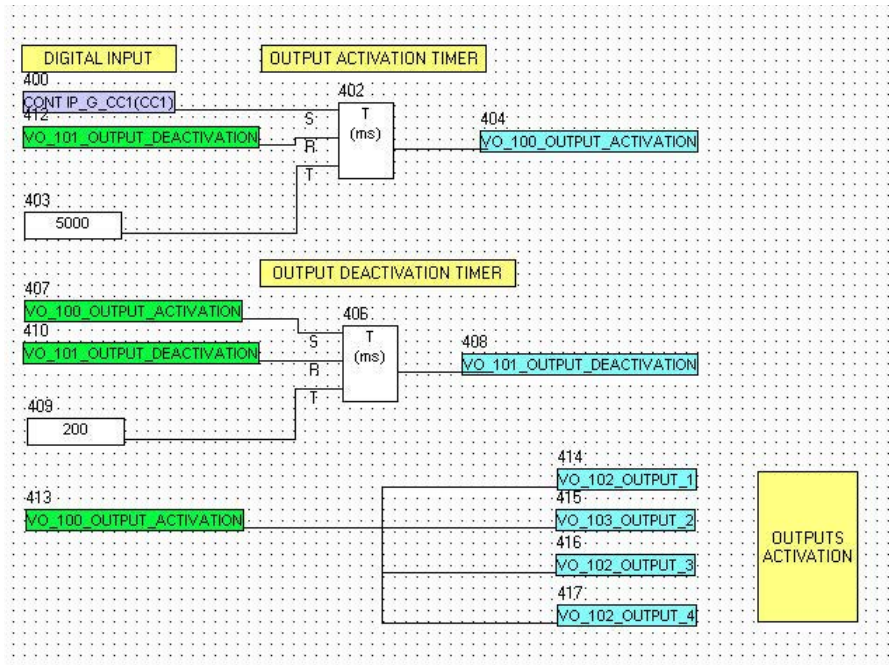 DIGITAL INPUT
OUTPUT ACTIVATION TIMER
400
CONT IP_G_CC1(CC1)
402
T
(ms)
412
VO_101_OUTPUT_DEACTIVATION
S
R
T
404
VO_100_OUTPUT_ACTIVATION
403
5000
OUTPUT DEACTIVATION TIMER
407
VO_100_OUTPUT_ACTIVATION
406
T
(ms)
410
VO_101_OUTPUT_DEACTIVATION
S
R
T
408
VO_101_OUTPUT_DEACTIVATION
409
200
414
VO_102_OUTPUT_1
413
VO_100_OUTPUT_ACTIVATION
415
VO_103_OUTPUT_2
416
VO_102_OUTPUT_3
417
VO_102_OUTPUT_4
OUTPUTS
ACTIVATION